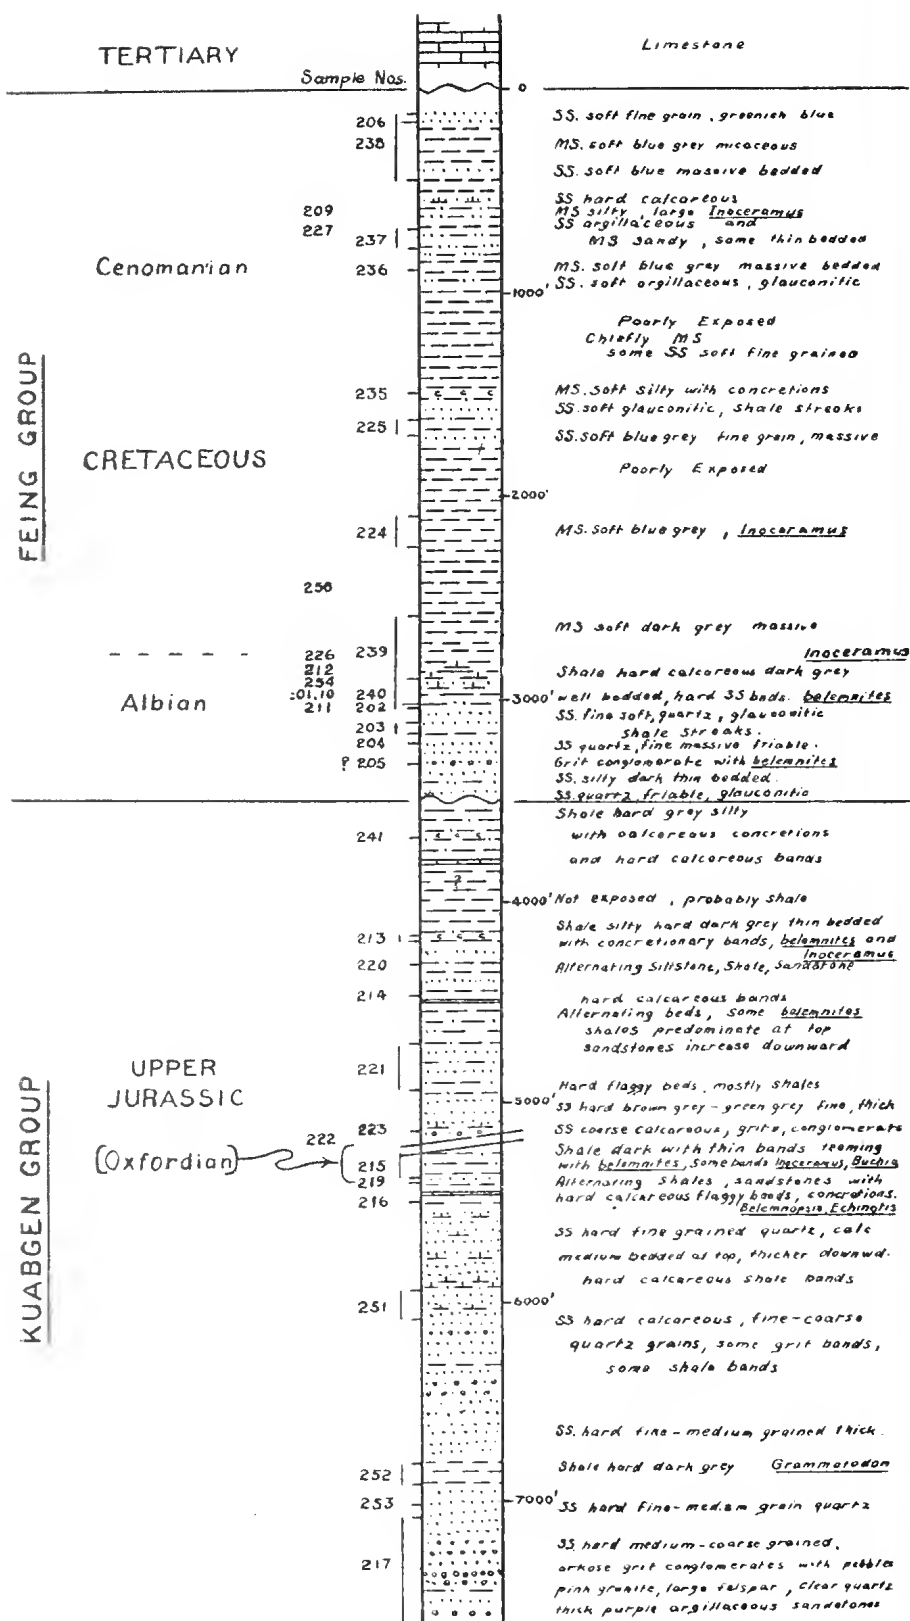 TERTIARY
Limestone
Sample Nos.
0
206
SS. soft fine grain, greenish blue
238
MS. soft blue grey micaceous
SS. soft blue massive bedded
SS hard calcareous
209
MS silty, large Inoceramus
227
SS argillaceous and
237
MS sandy, some thin bedded
Cenomanian
236
MS. soft blue grey massive bedded
SS. soft argillaceous, glauconitic
1000'
Poorly Exposed
Chiefly MS
some SS soft fine grained
FEING GROUP
235
MS. soft silty with concretions
SS. soft glauconitic, shale streaks
225
SS. soft blue grey fine grain, massive
CRETACEOUS
Poorly Exposed
2000'
224
MS. soft blue grey, Inoceramus
258
MS soft dark grey massive
226 239
Inoceramus
212
Shale hard calcareous dark grey
254
Albian
:01,10 240
3000'
well bedded, hard SS bnds. belemnites
211 202
SS. fine soft, quartz, glauconitic
203
shale streaks.
204
SS quartz, fine massive friable.
? 205
Grit conglomerate with belemnites
SS. silty dark thin bedded.
SS. quartz friable, glauconitic
Shale hard grey silty
241
with calcareous concretions
and hard calcareous bands
?
4000'
Not exposed, probably shale
Shale silty hard dark grey thin bedded
213
with concretionary bands, belemnites and
Inoceramus
220
Alternating Siltstone, Shale, Sandstone
214
hard calcareous bands
Alternating beds, some belemnites
shales predominate at top
sandstones increase downward
UPPER
JURASSIC
221
Hard flaggy beds, mostly shales
5000'
SS hard brown grey-green grey fine, thick
KUABGEN GROUP
223
SS coarse calcareous, grits, conglomerate
222
Shale dark with thin bands teeming
(Oxfordian)
215
with belemnites, some bands Inoceramus, Buchia
219
Alternating shales, sandstones with
216
hard calcareous flaggy bands, concretions.
Belemnopsis, Echinotis
SS hard fine grained quartz, calc
medium bedded at top, thicker downwd.
hard calcareous shale bands
251
6000'
SS hard calcareous, fine-coarse
quartz grains, some grit bands,
some shale bands
SS. hard fine-medium grained thick.
252
Shale hard dark grey Grammatodon
253
7000'
SS hard fine-medium grain quartz
SS. hard medium-coarse grained,
217
arkose grit conglomerates with pebbles
pink granite, large felspar, clear quartz
thick purple argillaceous sandstones